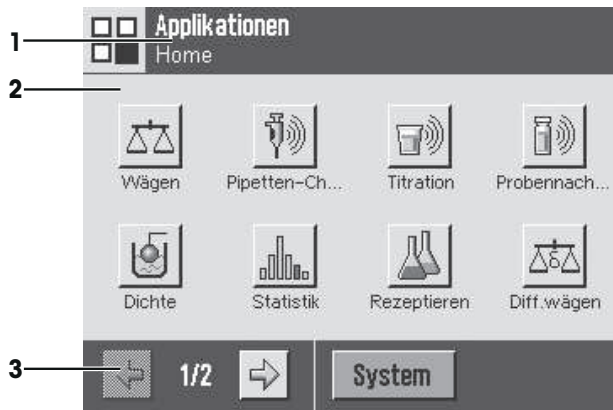 Applikationen
1
Home
2
Wägen
Pipetten-Ch...
Titration
Probennach...
δ
Dichte
Statistik
Rezeptieren
Diff.wägen
3
1/2
System